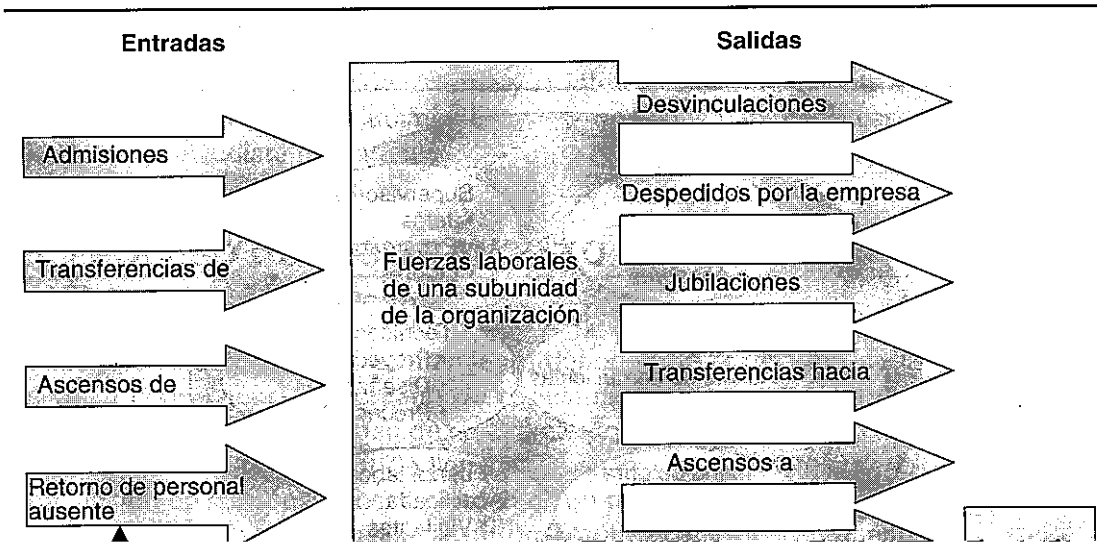 Entradas
Salidas
Admisiones
Transferencias de
Ascensos de
Retorno de personal
ausente
Fuerzas laborales
de una subunidad
de la organización
Desvinculaciones
Despedidos por la empresa
Jubilaciones
Transferencias hacia
Ascensos a